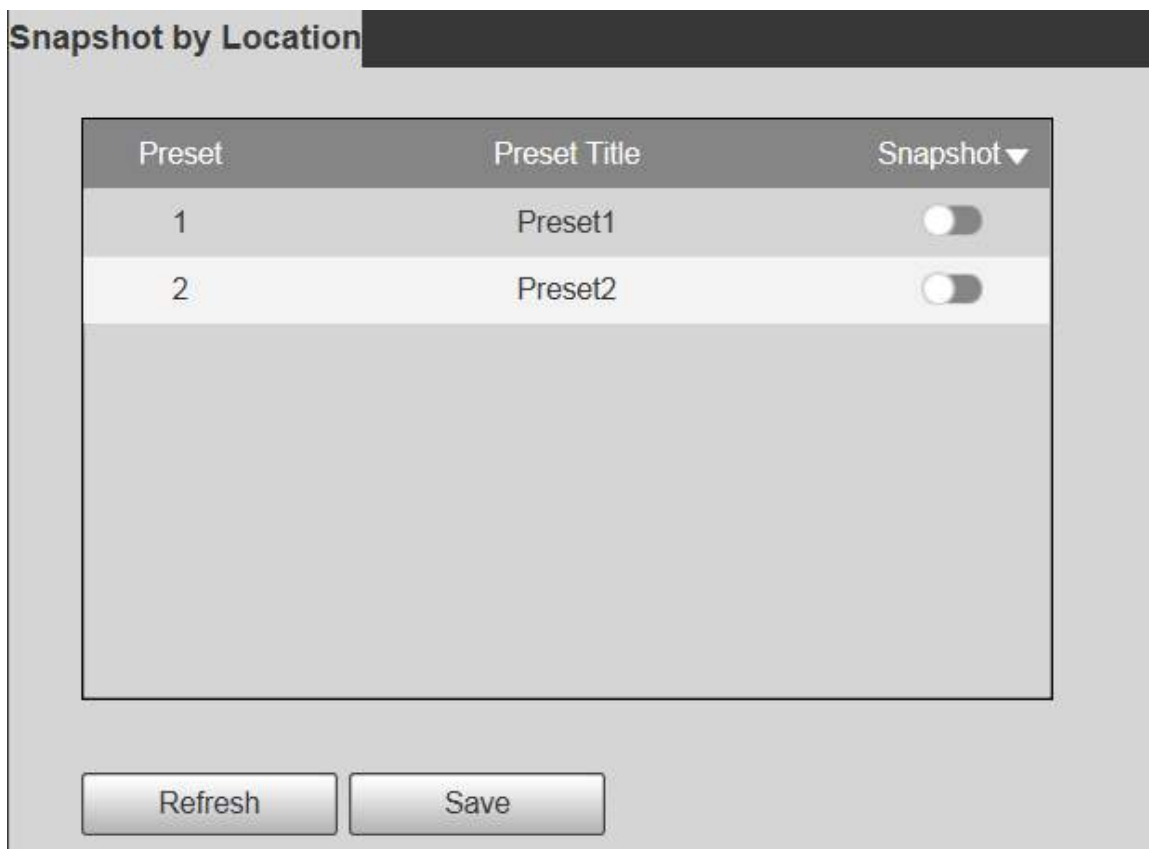 Snapshot by Location
Preset Preset Title Snapshot
1 Preset1
2 Preset2
Refresh Save